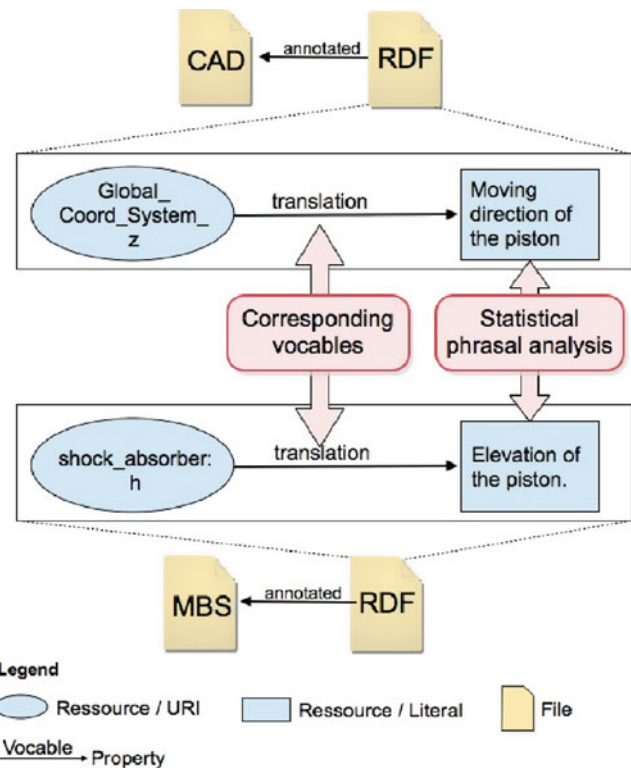 CAD
annotated
RDF
Global_
Coord_System_
z
translation
Moving
direction of
the piston
Corresponding
vocables
Statistical
phrasal analysis
shock_absorber:
h
translation
Elevation of
the piston.
MBS
annotated
RDF
Legend
Ressource / URI
Ressource / Literal
File
Vocable
Property